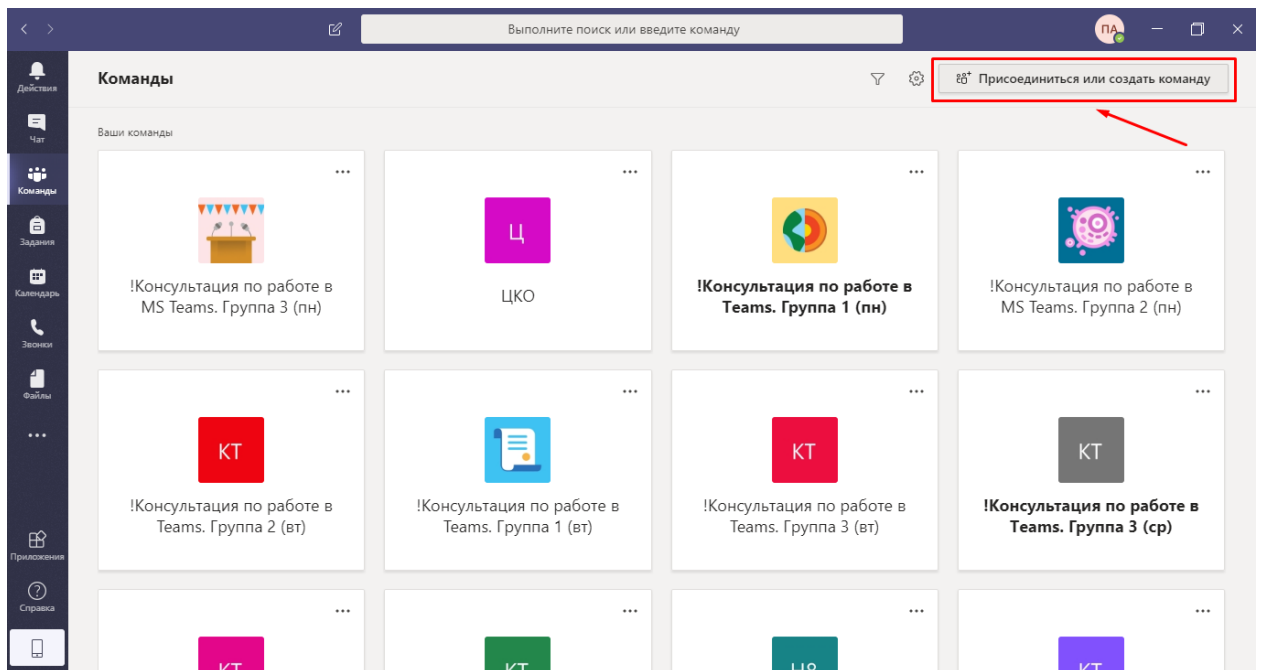 Выполните поиск или введите команду
ПА
Действия
Чат
Команды
Задания
Календарь
Звонки
Файлы
Приложения
Справка
Команды
Присоединиться или создать команду
Ваши команды
!Консультация по работе в
MS Teams. Группа 3 (пн)
Ц
ЦКО
!Консультация по работе в
Teams. Группа 1 (пн)
!Консультация по работе в
MS Teams. Группа 2 (пн)
КТ
!Консультация по работе в
Teams. Группа 2 (вт)
!Консультация по работе в
Teams. Группа 1 (вт)
КТ
!Консультация по работе в
Teams. Группа 3 (вт)
КТ
!Консультация по работе в
Teams. Группа 3 (ср)
КТ
КТ
КТ